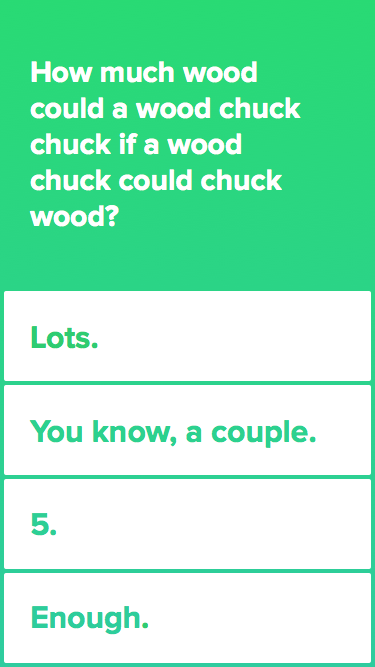 How much wood
could a wood chuck
chuck if a wood
chuck could chuck
wood?
Lots.
You know, a couple.
5.
Enough.